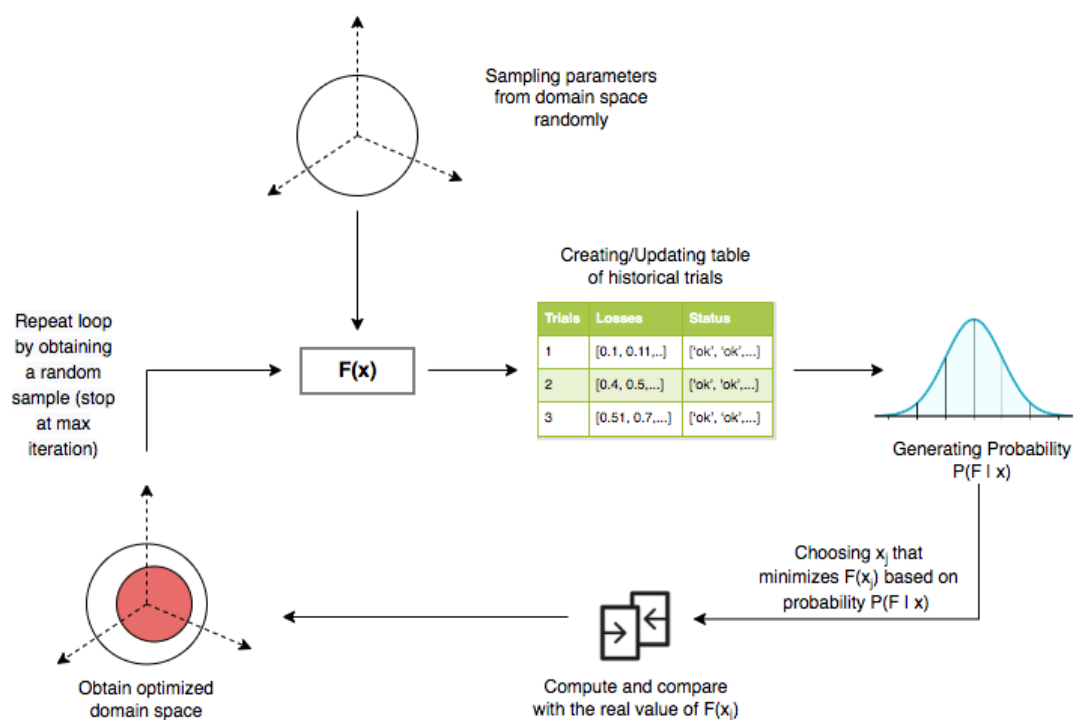 Sampling parameters
from domain space
randomly
Creating/Updating table
of historical trials
Trials Losses Status
1 [0.1, 0.11,...] ['ok', 'ok',...]
2 [0.4, 0.5,...] ['ok', 'ok',...]
3 [0.51, 0.7,...] ['ok', 'ok',...]
Repeat loop
by obtaining
a random
sample (stop
at max
iteration)
F(x)
Generating Probability
P(F | x)
Choosing xj that
minimizes F(xj) based on
probability P(F | x)
Compute and compare
with the real value of F(xj)
Obtain optimized
domain space